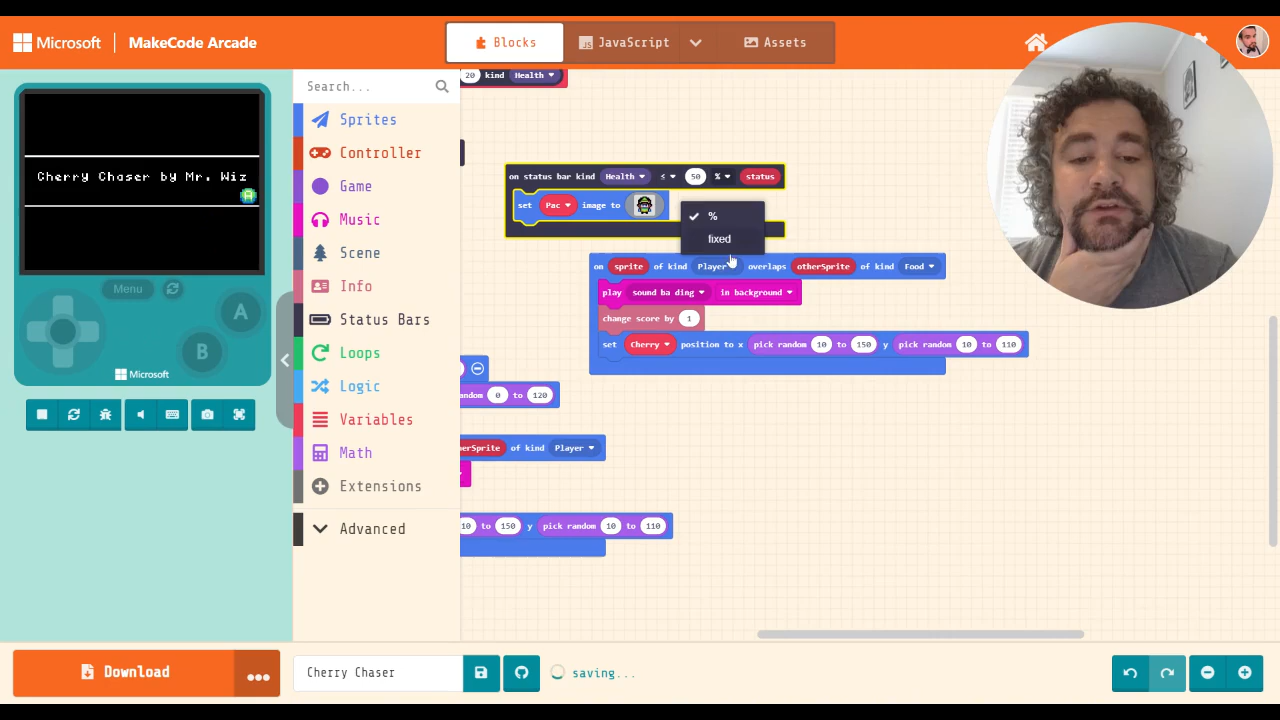 Microsoft
MakeCode Arcade
Blocks
JavaScript
Assets
Cherry Chaser by Mr. Wiz
Menu
A
B
Microsoft
Search...
Sprites
Controller
Game
Music
Scene
Info
Status Bars
Loops
Logic
Variables
Math
Extensions
Advanced
20 kind Health
on status bar kind Health ≤ 50 % status
set Pac image to
%
fixed
on sprite of kind Player overlaps otherSprite of kind Food
play sound ba ding in background
change score by 1
set Cherry position to x pick random 10 to 150 y pick random 10 to 110
0 to 120
of kind Player
10 to 150 y pick random 10 to 110
Download
...
Cherry Chaser
saving...